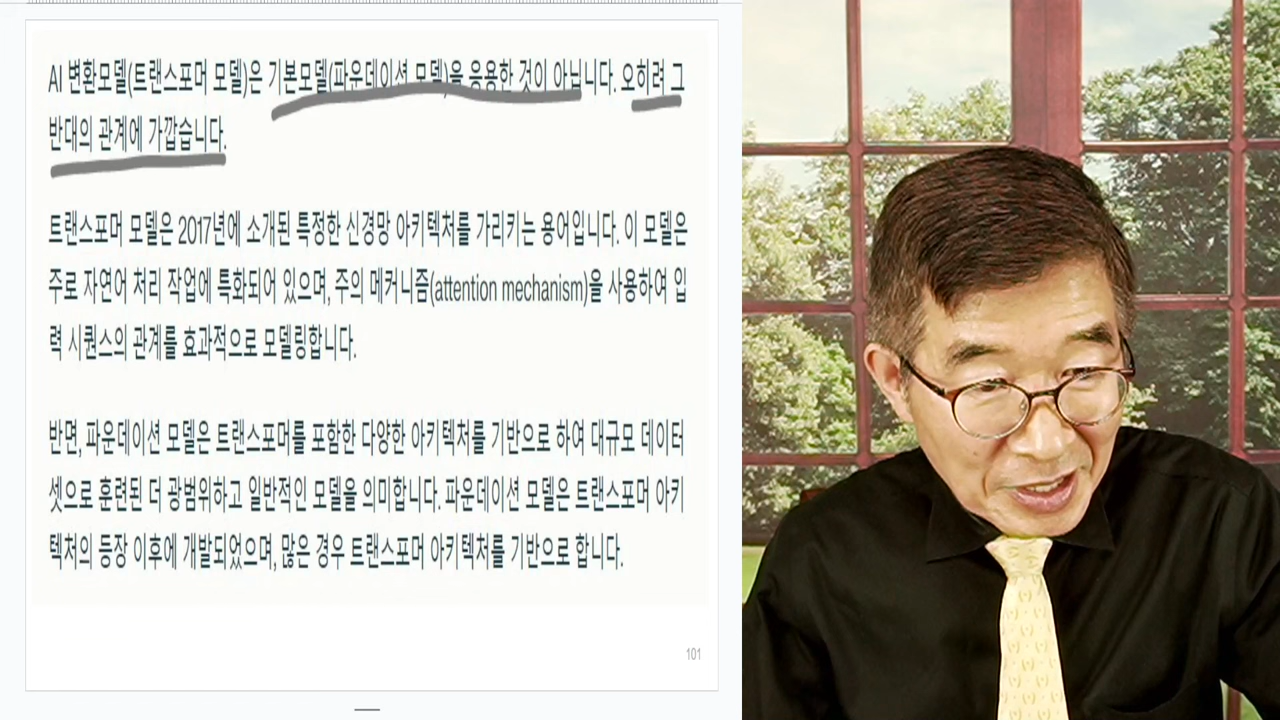 AI 변환모델(트랜스포머 모델)은 기본모델(파운데이션 모델)을 응용한 것이 아닙니다. 오히려 그
반대의 관계에 가깝습니다.
트랜스포머 모델은 2017년에 소개된 특정한 신경망 아키텍처를 가리키는 용어입니다. 이 모델은
주로 자연어 처리 작업에 특화되어 있으며, 주의 메커니즘(attention mechanism)을 사용하여 입
력 시퀀스의 관계를 효과적으로 모델링합니다.
반면, 파운데이션 모델은 트랜스포머를 포함한 다양한 아키텍처를 기반으로 하여 대규모 데이터
셋으로 훈련된 더 광범위하고 일반적인 모델을 의미합니다. 파운데이션 모델은 트랜스포머 아키
텍처의 등장 이후에 개발되었으며, 많은 경우 트랜스포머 아키텍처를 기반으로 합니다.
101